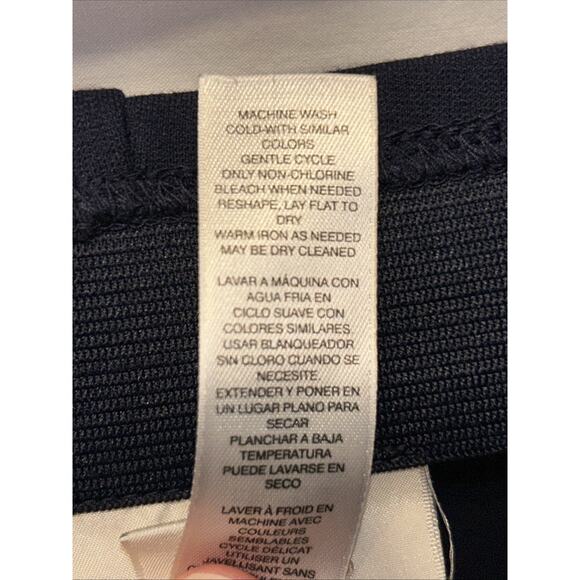 MACHINE WASH
COLD-WITH SIMILAR
COLORS
GENTLE CYCLE
ONLY NON-CHLORINE
BLEACH WHEN NEEDED
RESHAPE, LAY FLAT TO
DRY
WARM IRON AS NEEDED
MAY BE DRY CLEANED
LAVAR A MÁQUINA CON
AGUA FRIA EN
CICLO SUAVE CON
COLORES SIMILARES.
USAR BLANQUEADOR
SIN CLORO CUANDO SE
NECESITE.
EXTENDER Y PONER EN
UN LUGAR PLANO PARA
SECAR
PLANCHAR A BAJA
TEMPERATURA
PUEDE LAVARSE EN
SECO
LAVER À FROID EN
MACHINE AVEC
COULEURS
SEMBLABLES
CYCLE DÉLICAT
UTILISER UN
SANS